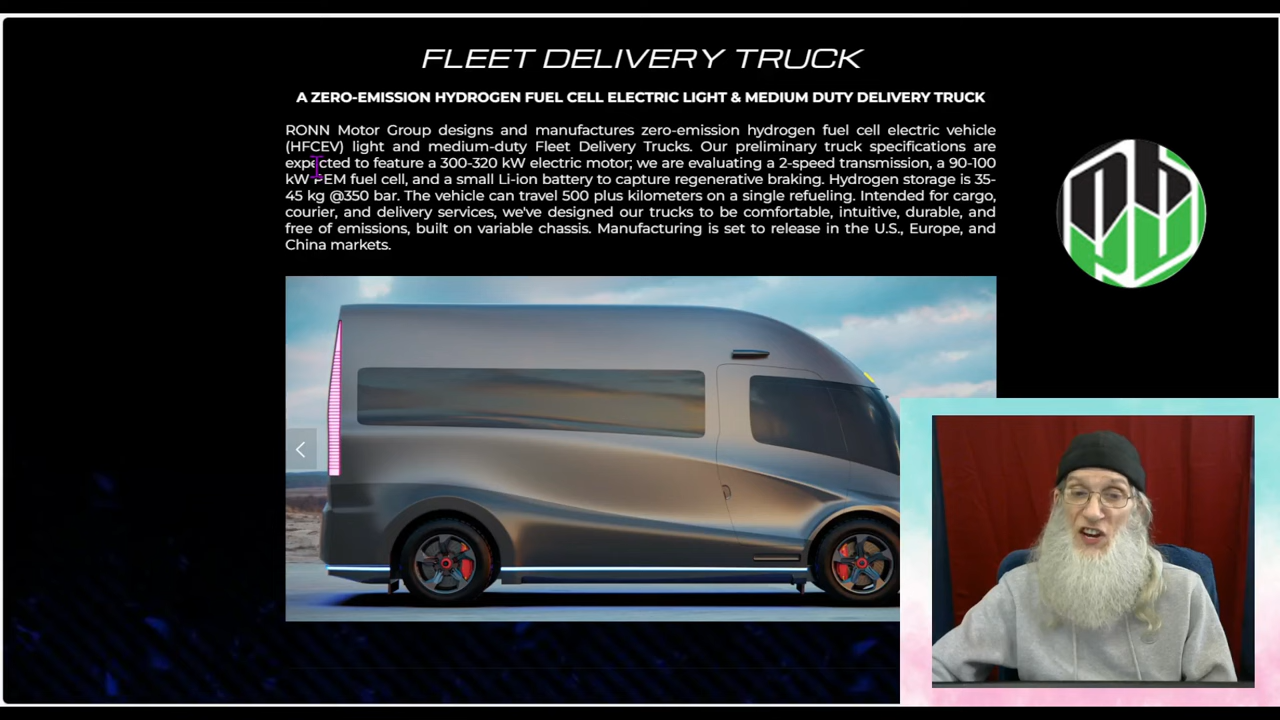 FLEET DELIVERY TRUCK
A ZERO-EMISSION HYDROGEN FUEL CELL ELECTRIC LIGHT & MEDIUM DUTY DELIVERY TRUCK
RONN Motor Group designs and manufactures zero-emission hydrogen fuel cell electric vehicle
(HFCEV) light and medium-duty Fleet Delivery Trucks. Our preliminary truck specifications are
expected to feature a 300-320 kW electric motor; we are evaluating a 2-speed transmission, a 90-100
kW PEM fuel cell, and a small Li-ion battery to capture regenerative braking. Hydrogen storage is 35-
45 kg @350 bar. The vehicle can travel 500 plus kilometers on a single refueling. Intended for cargo,
courier, and delivery services, we've designed our trucks to be comfortable, intuitive, durable, and
free of emissions, built on variable chassis. Manufacturing is set to release in the U.S., Europe, and
China markets.